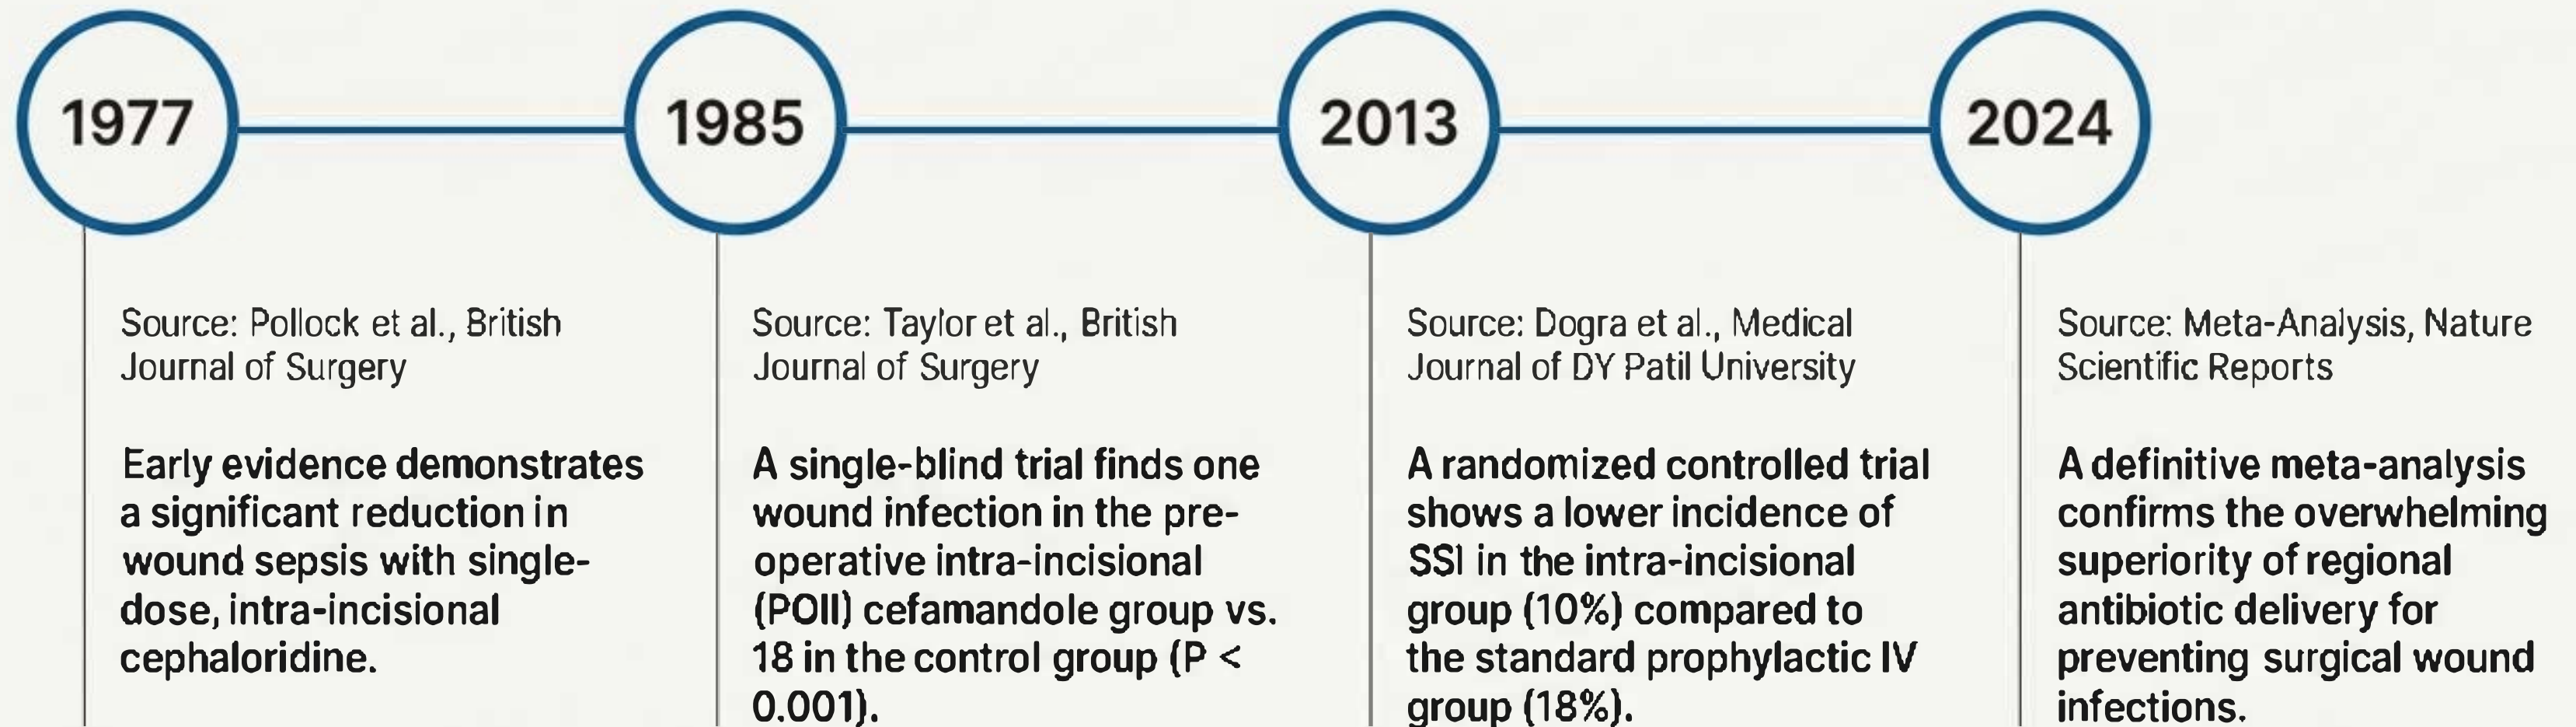 1977
1985
2013
2024
Source: Pollock et al., British
Journal of Surgery
Early evidence demonstrates
a significant reduction in
wound sepsis with single-
dose, intra-incisional
cephaloridine.
Source: Taylor et al., British
Journal of Surgery
A single-blind trial finds one
wound infection in the pre-
operative intra-incisional
(POII) cefamandole group vs.
18 in the control group (P <
0.001).
Source: Dogra et al., Medical
Journal of DY Patil University
A randomized controlled trial
shows a lower incidence of
SSI in the intra-incisional
group (10%) compared to
the standard prophylactic IV
group (18%).
Source: Meta-Analysis, Nature
Scientific Reports
A definitive meta-analysis
confirms the overwhelming
superiority of regional
antibiotic delivery for
preventing surgical wound
infections.